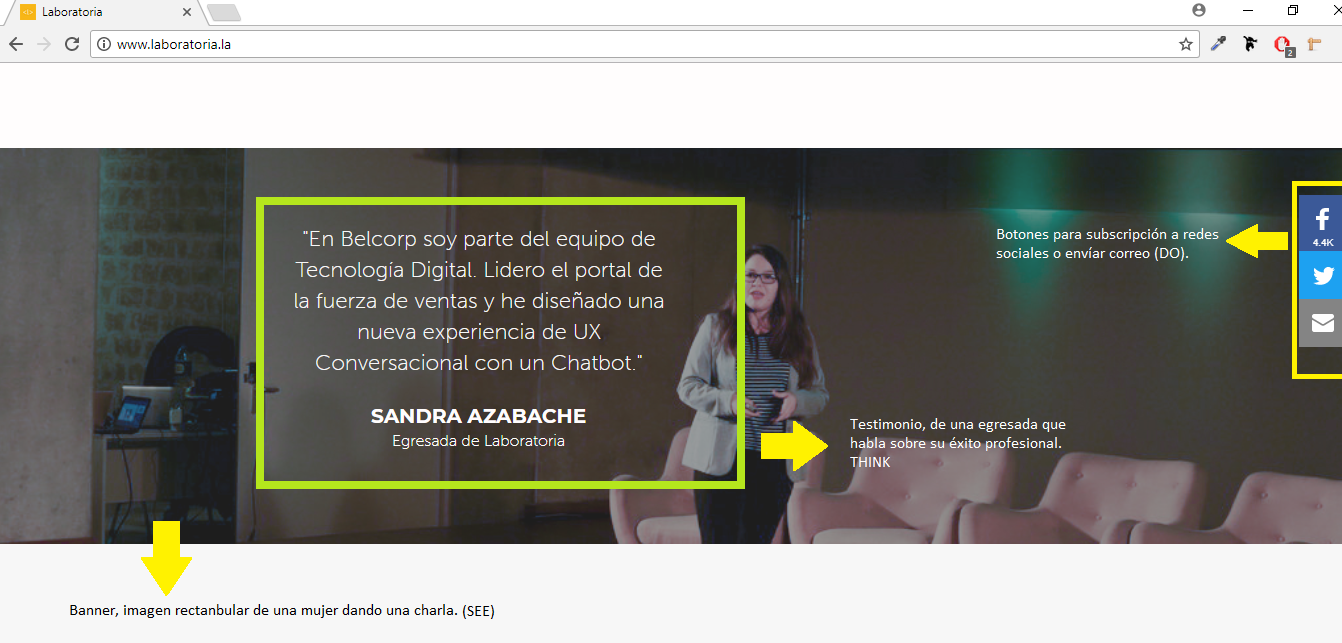 Laboratoria
www.laboratoria.la
2
"En Belcorp soy parte del equipo de
Tecnología Digital. Lidero el portal de
la fuerza de ventas y he diseñado una
nueva experiencia de UX
Conversacional con un Chatbot."
SANDRA AZABACHE
Egresada de Laboratoria
Botones para subscripción a redes
sociales o envíar correo (DO).
4.4K
Testimonio, de una egresada que
habla sobre su éxito profesional.
THINK
Banner, imagen rectanbular de una mujer dando una charla. (SEE)